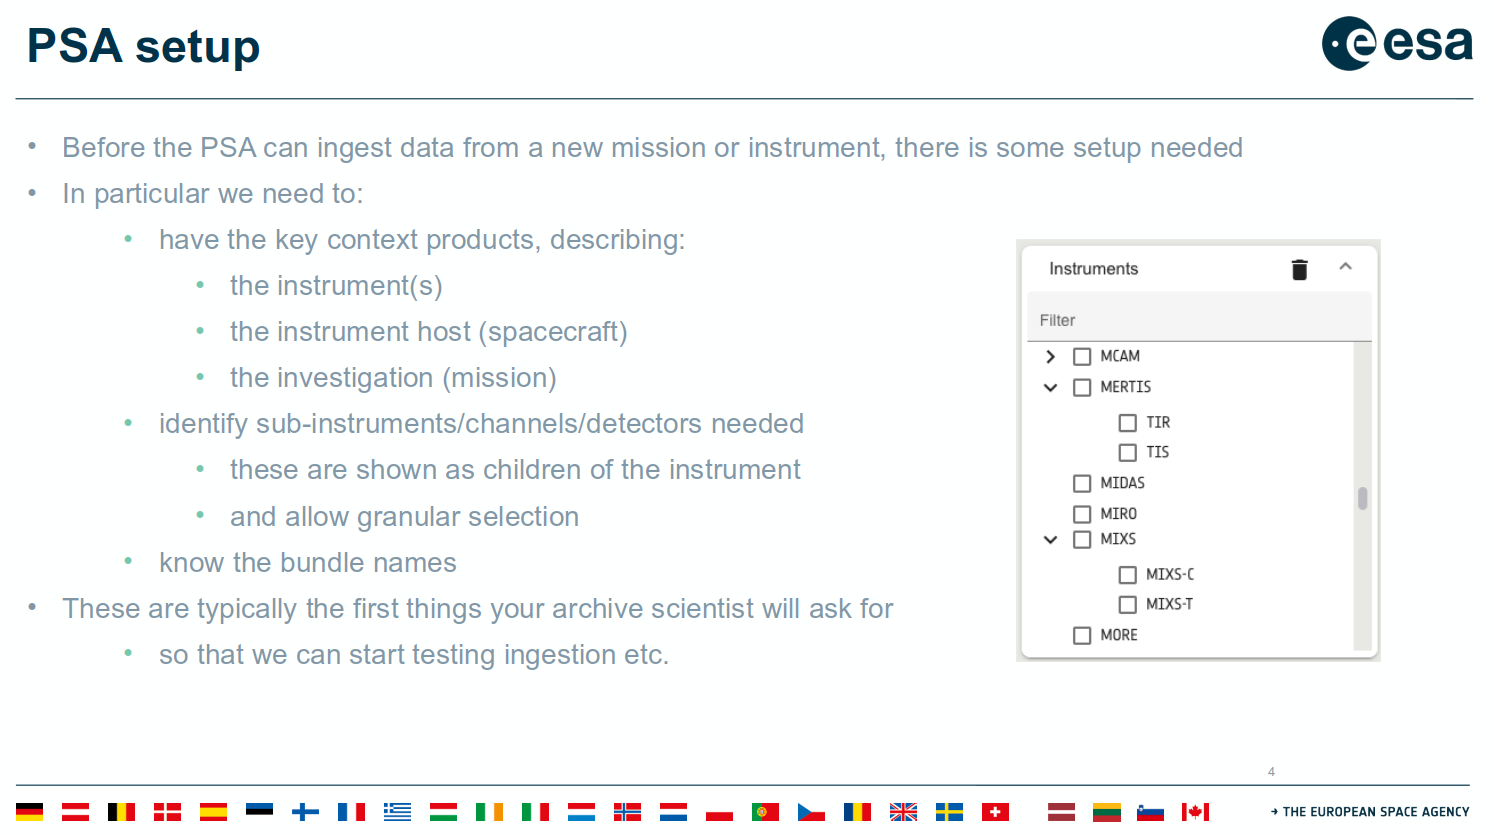 PSA setup
esa
• Before the PSA can ingest data from a new mission or instrument, there is some setup needed
• In particular we need to:
• have the key context products, describing:
• the instrument(s)
• the instrument host (spacecraft)
• the investigation (mission)
• identify sub-instruments/channels/detectors needed
• these are shown as children of the instrument
• and allow granular selection
• know the bundle names
• These are typically the first things your archive scientist will ask for
• so that we can start testing ingestion etc.
Instruments
Filter
MCAM
MERTIS
TIR
TIS
MIDAS
MIRO
MIXS
MIXS-C
MIXS-T
MORE
4
→ THE EUROPEAN SPACE AGENCY